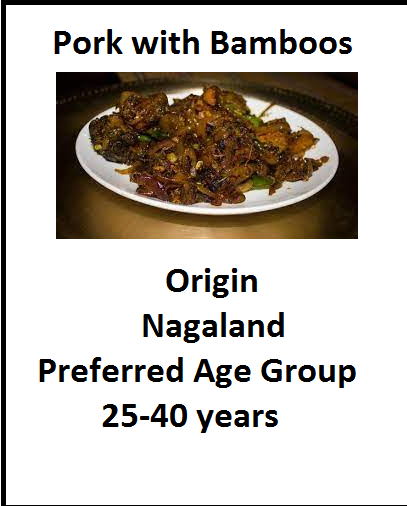 Pork with Bamboos
Origin
Nagaland
Preferred Age Group
25-40 years